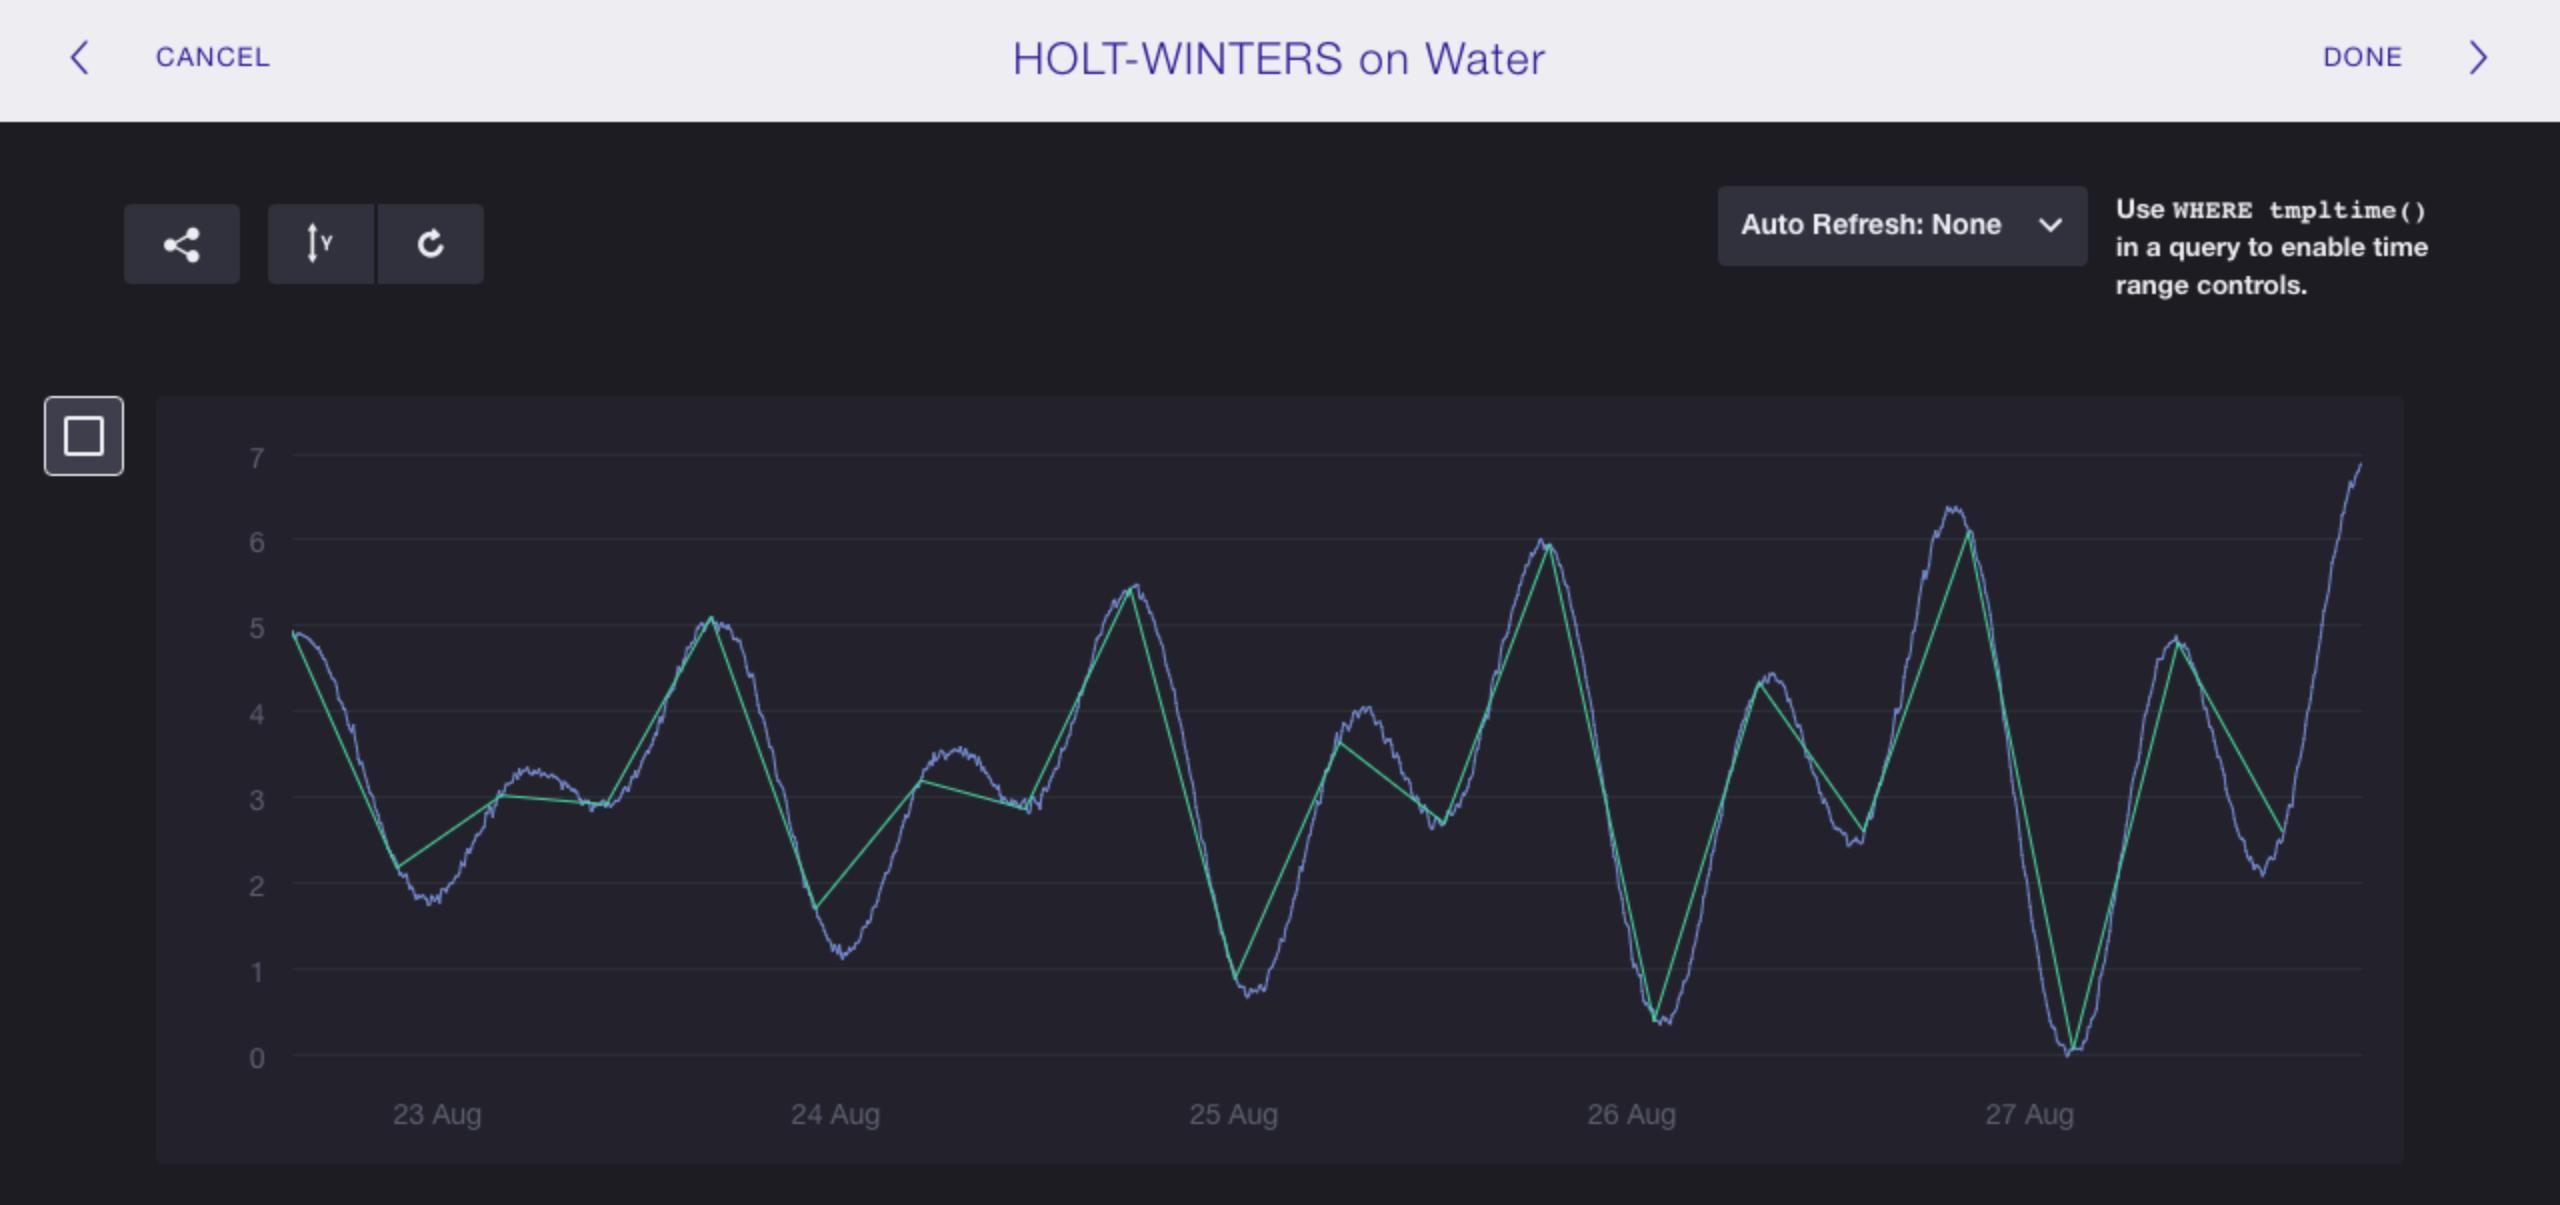 CANCEL
HOLT-WINTERS on Water
DONE
Y
Auto Refresh: None
Use WHERE tmpltime()
in a query to enable time
range controls.
7
6
5
4
3
2
1
0
23 Aug
24 Aug
25 Aug
26 Aug
27 Aug